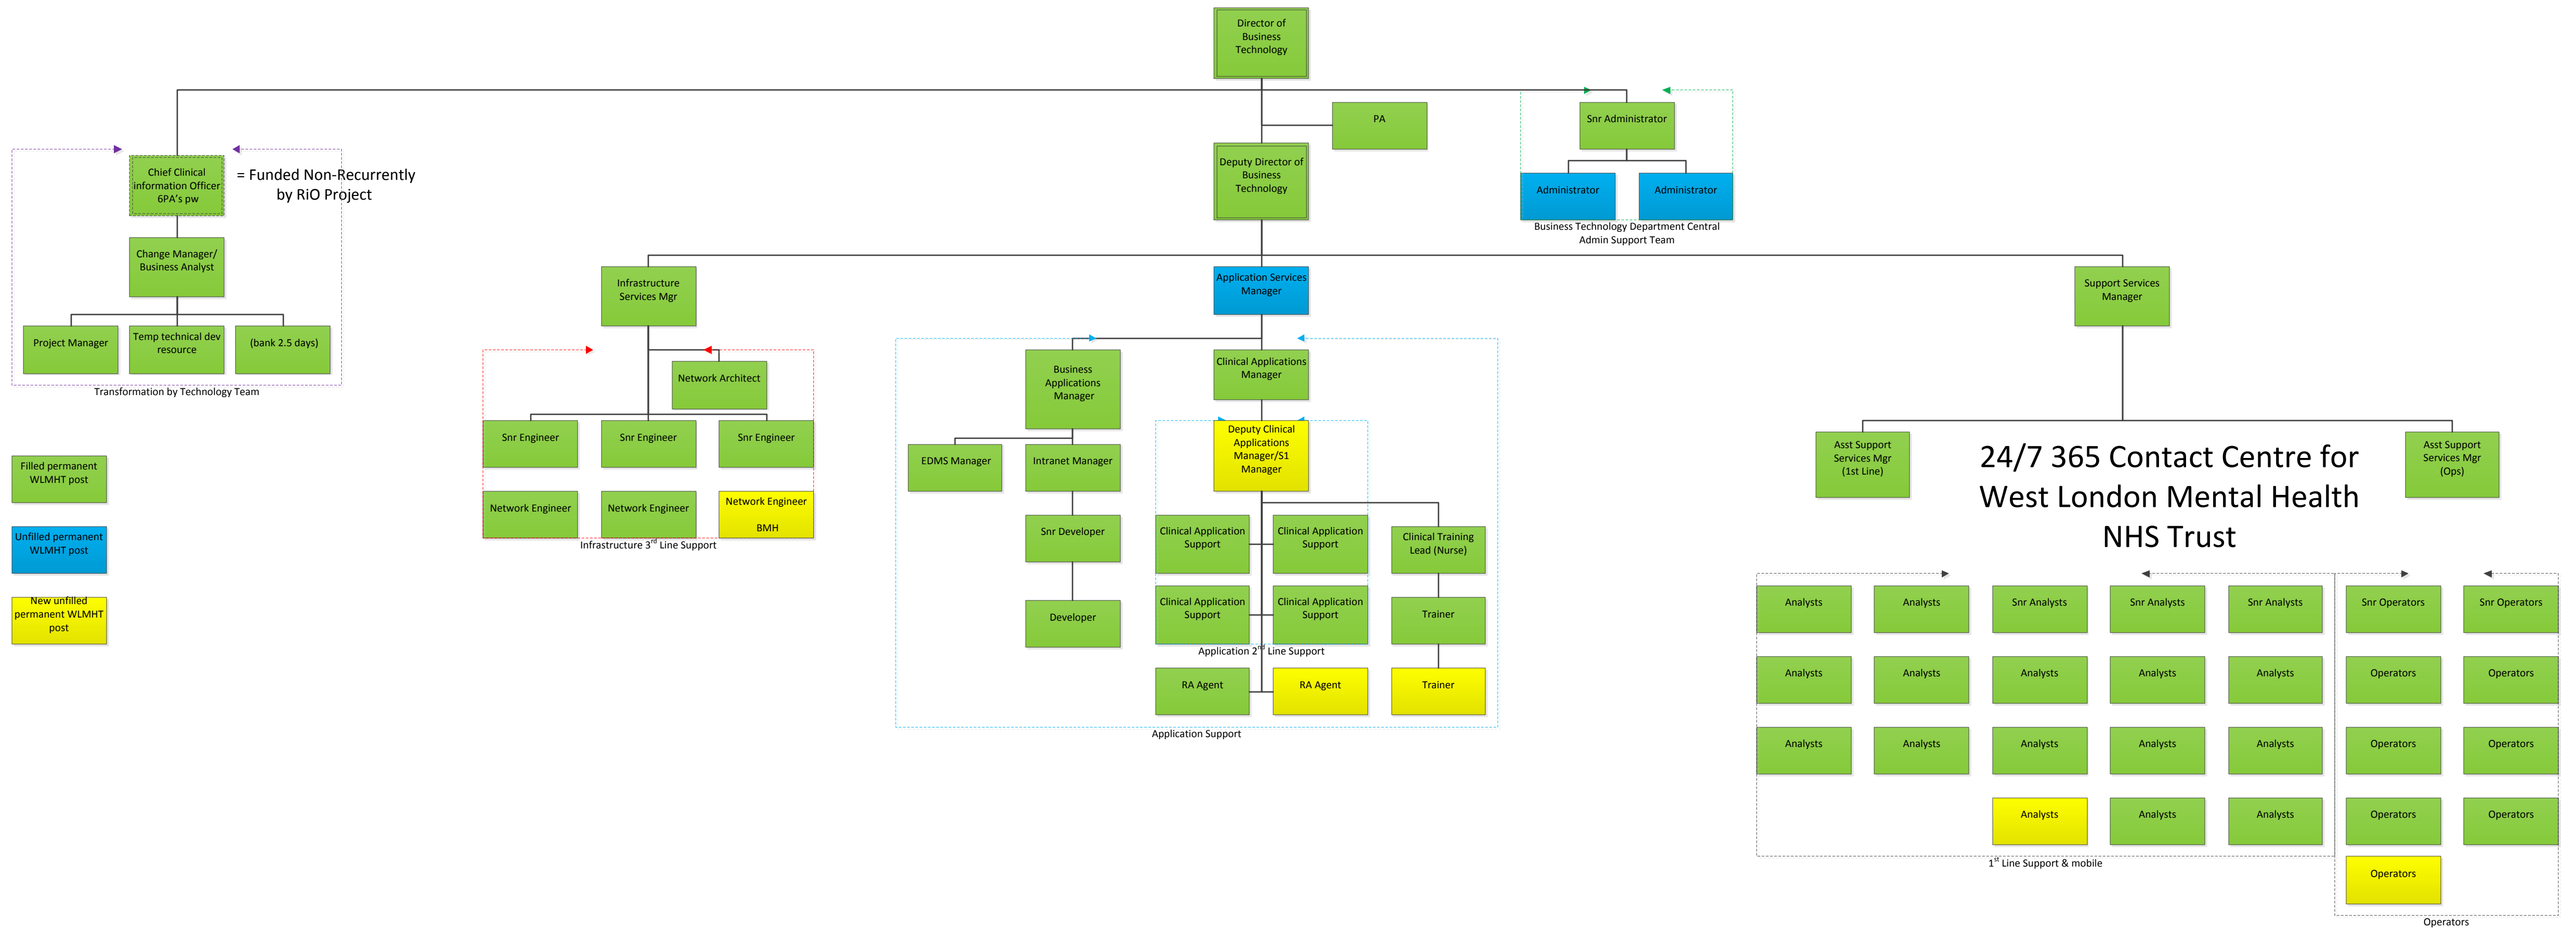 Director of
Business
Technology
PA
Snr Administrator
Deputy Director of
Business
Technology
Administrator
Administrator
Business Technology Department Central
Admin Support Team
Chief Clinical
information Officer
6PA's pw
= Funded Non-Recurrently
by RiO Project
Change Manager/
Business Analyst
Project Manager
Temp technical dev
resource
(bank 2.5 days)
Transformation by Technology Team
Infrastructure
Services Mgr
Application Services
Manager
Support Services
Manager
Network Architect
Snr Engineer
Snr Engineer
Snr Engineer
Network Engineer
Network Engineer
Network Engineer
BMH
Infrastructure 3rd Line Support
Business
Applications
Manager
Clinical Applications
Manager
EDMS Manager
Intranet Manager
Deputy Clinical
Applications
Manager/S1
Manager
Snr Developer
Developer
Clinical Application
Support
Clinical Application
Support
Clinical Training
Lead (Nurse)
Clinical Application
Support
Clinical Application
Support
Trainer
Application 2nd Line Support
RA Agent
RA Agent
Trainer
Application Support
Asst Support
Services Mgr
(1st Line)
24/7 365 Contact Centre for
West London Mental Health
NHS Trust
Asst Support
Services Mgr
(Ops)
Analysts
Analysts
Snr Analysts
Snr Analysts
Snr Analysts
Snr Operators
Snr Operators
Analysts
Analysts
Analysts
Analysts
Analysts
Operators
Operators
Analysts
Analysts
Analysts
Analysts
Analysts
Operators
Operators
Analysts
Analysts
Analysts
Operators
Operators
1st Line Support & mobile
Operators
Operators
Filled permanent
WLMHT post
Unfilled permanent
WLMHT post
New unfilled
permanent WLMHT
post